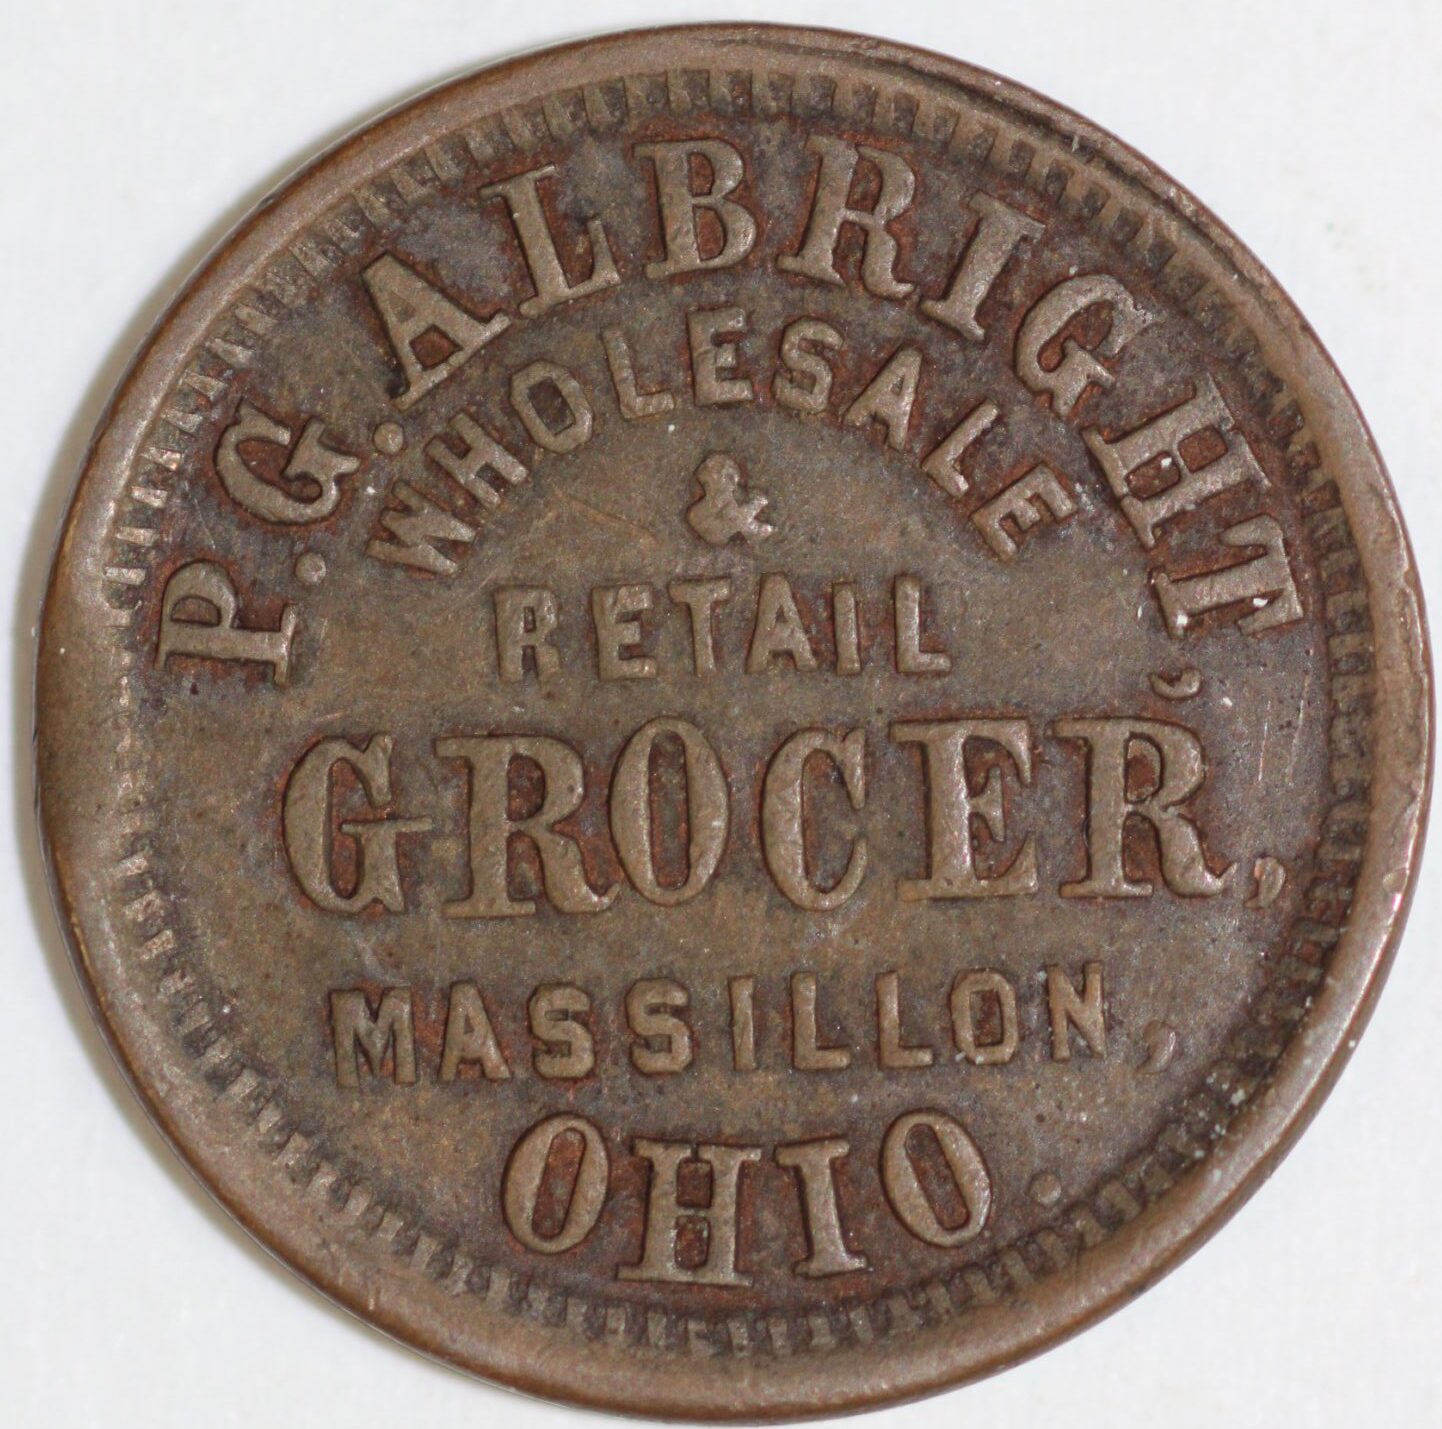 P.G. ALBRIGHT,
WHOLESALE
&
RETAIL
GROCER,
MASSILLON,
OHIO.